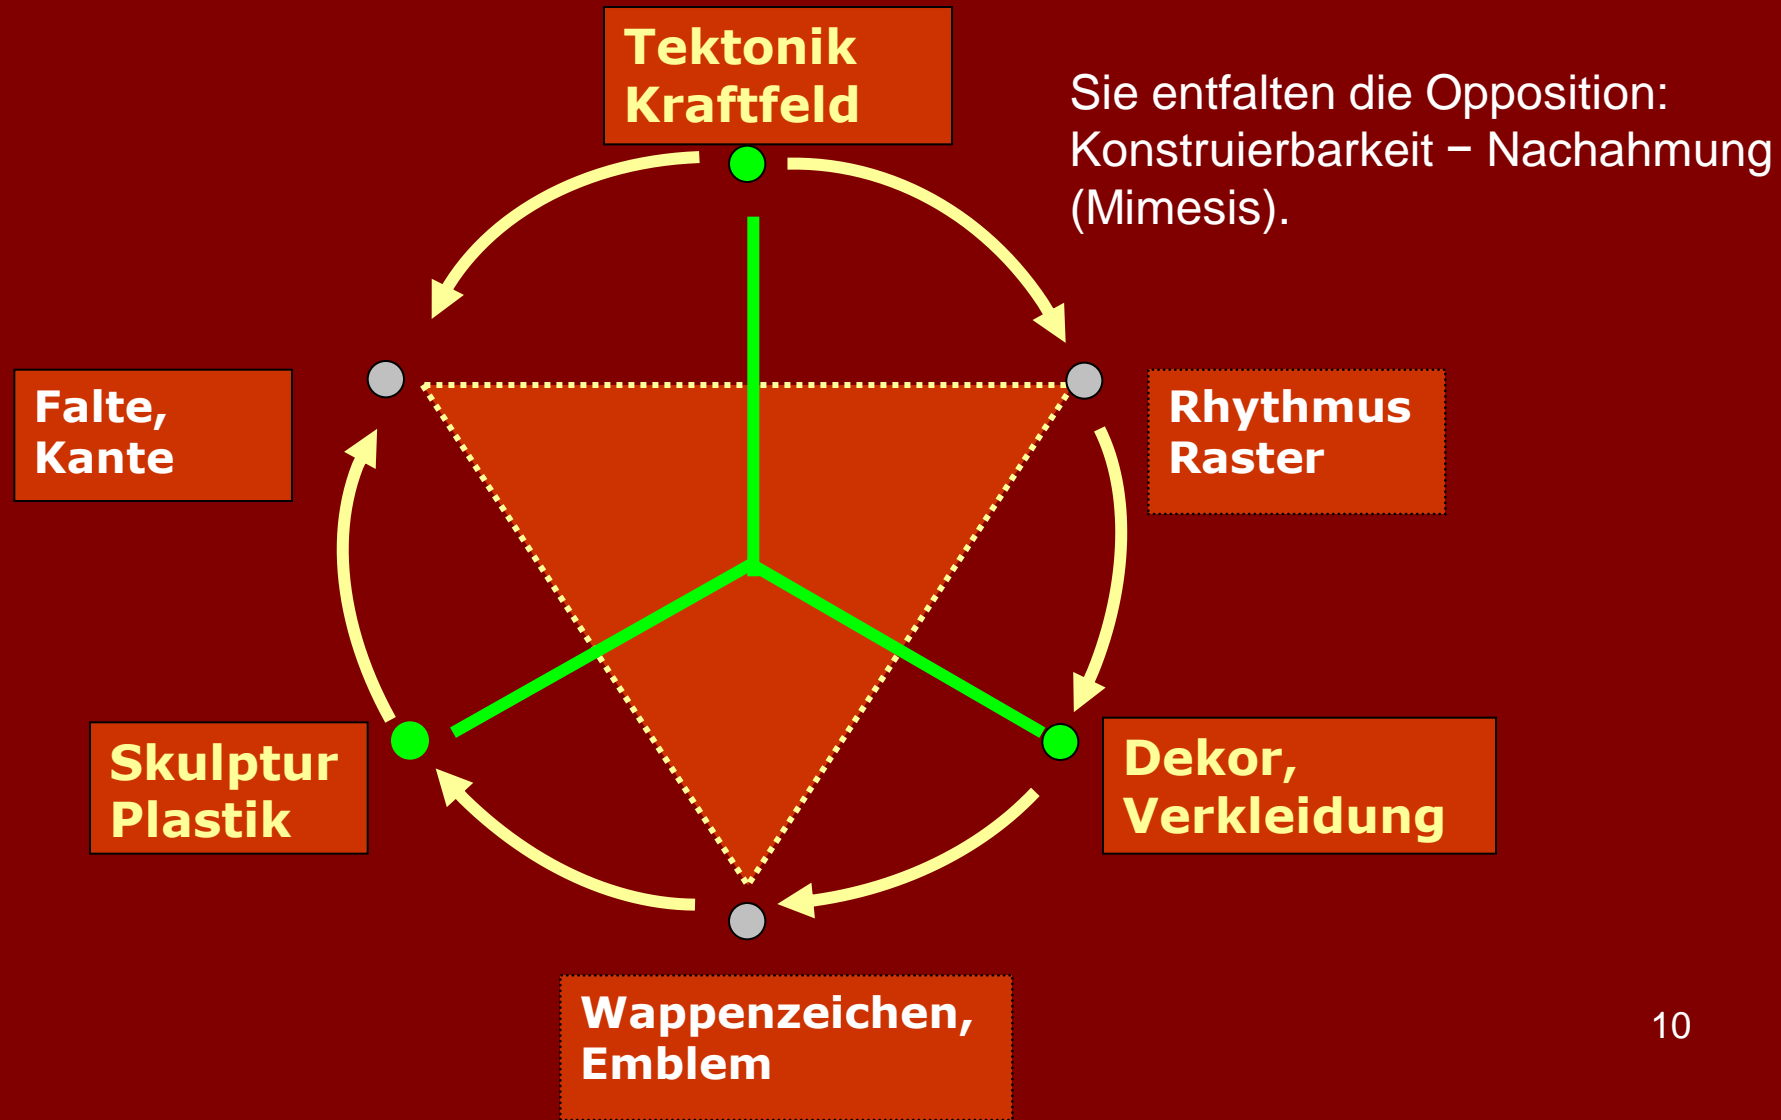 Tektonik
Kraftfeld
Sie entfalten die Opposition:
Konstruierbarkeit – Nachahmung
(Mimesis).
Falte,
Kante
Rhythmus
Raster
Skulptur
Plastik
Dekor,
Verkleidung
Wappenzeichen,
Emblem
10